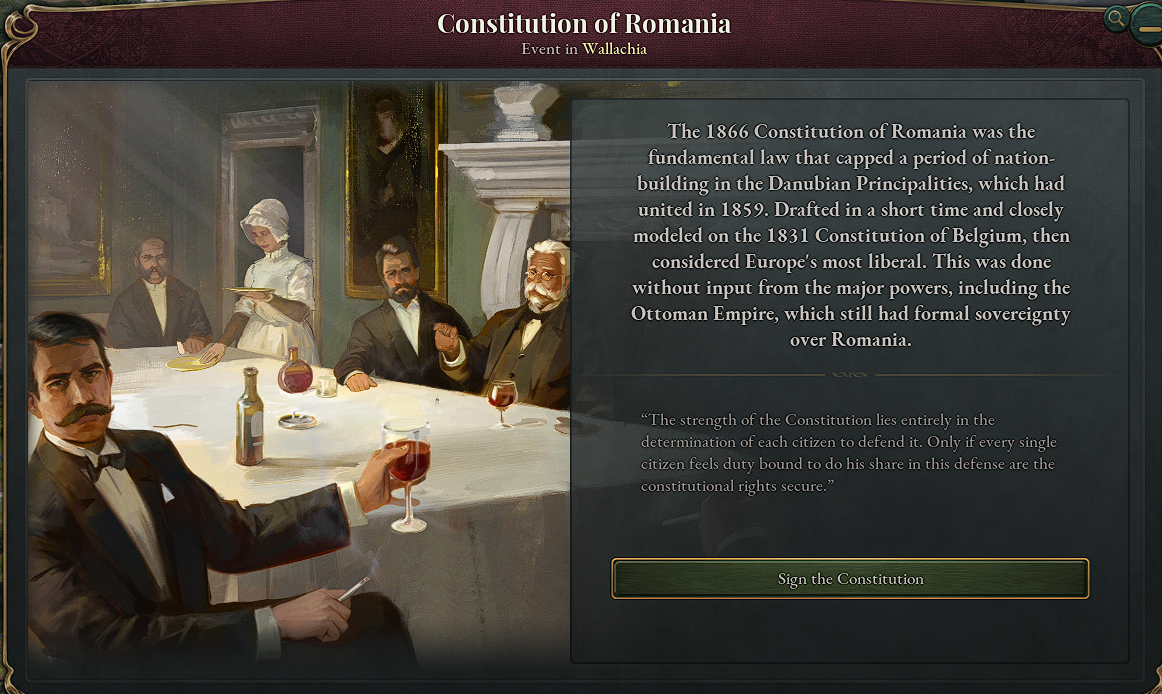 Constitution of Romania
Event in Wallachia
The 1866 Constitution of Romania was the
fundamental law that capped a period of nation-
building in the Danubian Principalities, which had
united in 1859. Drafted in a short time and closely
modeled on the 1831 Constitution of Belgium, then
considered Europe's most liberal. This was done
without input from the major powers, including the
Ottoman Empire, which still had formal sovereignty
over Romania.
“The strength of the Constitution lies entirely in the
determination of each citizen to defend it. Only if every single
citizen feels duty bound to do his share in this defense are the
constitutional rights secure.”
Sign the Constitution